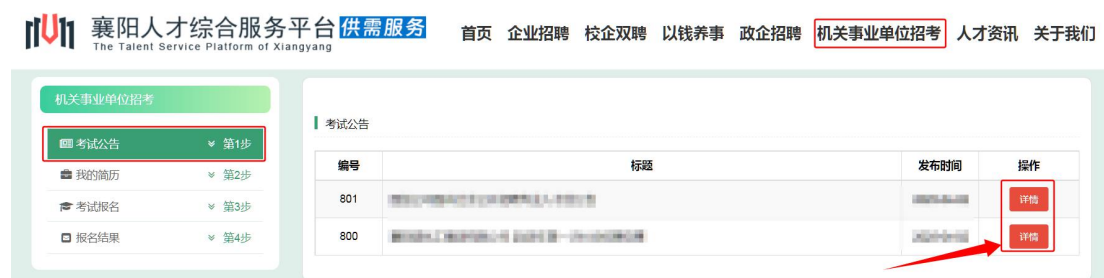 襄阳人才综合服务平台 供需服务
The Talent Service Platform of Xiangyang
首页 企业招聘 校企双聘 以钱养事 政企招聘 机关事业单位招考 人才资讯 关于我们
机关事业单位招考
考试公告 第1步
我的简历 第2步
考试报名 第3步
报名结果 第4步
考试公告
编号 标题 发布时间 操作
801 详情
800 详情